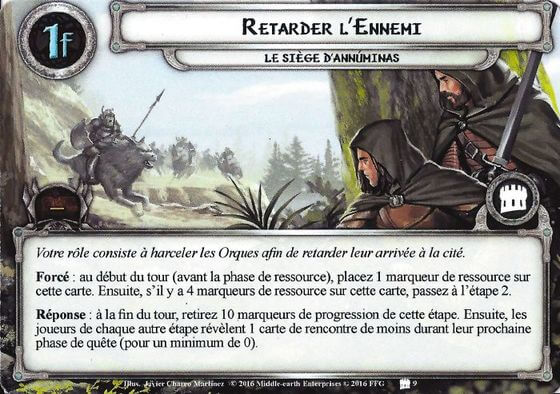 1F
RETARDER L'ENNEMI
LE SIÈGE D'ANNÚMINAS
–
Votre rôle consiste à harceler les Orques afin de retarder leur arrivée à la cité.
Forcé : au début du tour (avant la phase de ressource), placez 1 marqueur de ressource sur
cette carte. Ensuite, s'il y a 4 marqueurs de ressource sur cette carte, passez à l'étape 2.
Réponse : à la fin du tour, retirez 10 marqueurs de progression de cette étape. Ensuite, les
joueurs de chaque autre étape révèlent 1 carte de rencontre de moins durant leur prochaine
phase de quête (pour un minimum de 0).
Illus. Javier Charro Martínez © 2016 Middle-earth Enterprises © 2016 FFG 9